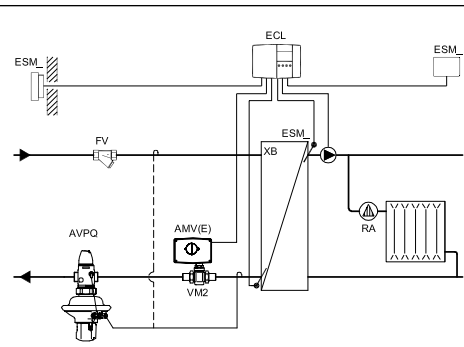 ECL
ESM_
ESM_
FV
ESM_
XB
AMV(E)
RA
AVPQ
VM2